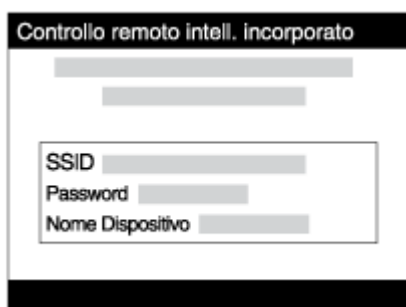 Controllo remoto intell. incorporato
SSID
Password
Nome Dispositivo